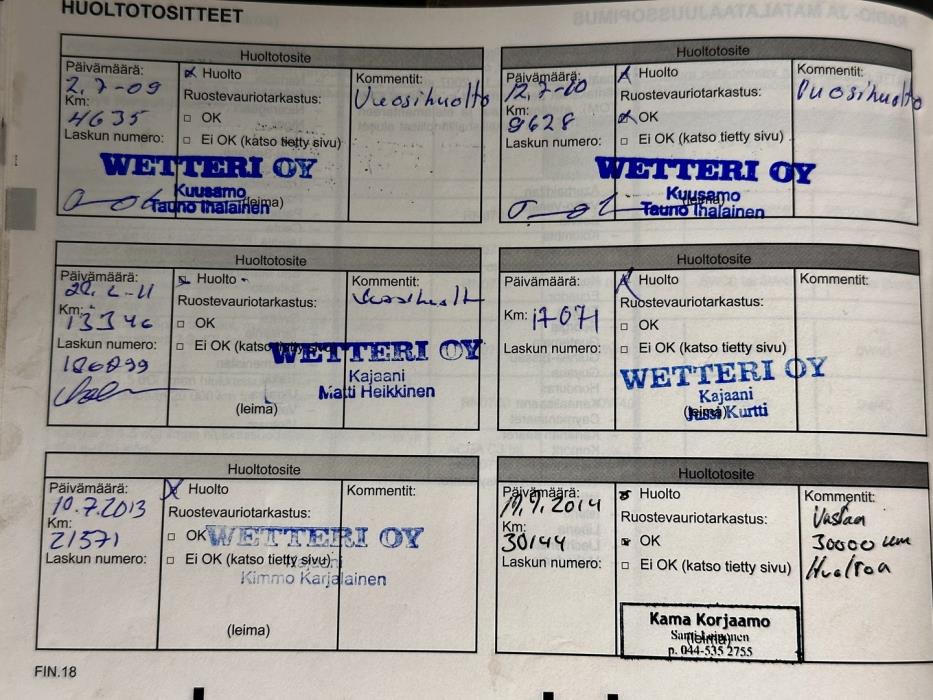 HUOLTOTOSITTEET
Huoltotosite
Päivämäärä:
2.7-09
Km:
4635
Laskun numero:
Huolto
Ruostevauriotarkastus:
OK
Ei OK (katso tietty sivu)
Kommentit:
Vuosihuolto
WETTERI OY
Kuusamo
Tauno Ihalainen
(leima)
Huoltotosite
Päivämäärä:
12.7-10
Km:
9628
Laskun numero:
Huolto
Ruostevauriotarkastus:
OK
Ei OK (katso tietty sivu)
Kommentit:
Vuosihuolto
WETTERI OY
Kuusamo
Tauno Ihalainen
(leima)
Huoltotosite
Päivämäärä:
Km:
13346
Laskun numero:
Huolto
Ruostevauriotarkastus:
OK
Ei OK (katso tietty sivu)
Kommentit:
Vuosihuolt
WETTERI OY
Kajaani
Matti Heikkinen
(leima)
Huoltotosite
Päivämäärä:
Km: 17071
Laskun numero:
Huolto
Ruostevauriotarkastus:
OK
Ei OK (katso tietty sivu)
Kommentit:
WETTERI OY
Kajaani
Jussi Kurtti
(leima)
Huoltotosite
Päivämäärä:
10.7.2013
Km:
21571
Laskun numero:
Huolto
Ruostevauriotarkastus:
OK
Ei OK (katso tietty sivu)
Kommentit:
WETTERI OY
Kajaani
Kimmo Karjalainen
(leima)
Huoltotosite
Päivämäärä:
Km:
30144
Laskun numero:
Huolto
Ruostevauriotarkastus:
OK
Ei OK (katso tietty sivu)
Kommentit:
Vastaa
30000 km
Huoltoa
Kama Korjaamo
(leima)
p. 044-535 2755
FIN.18